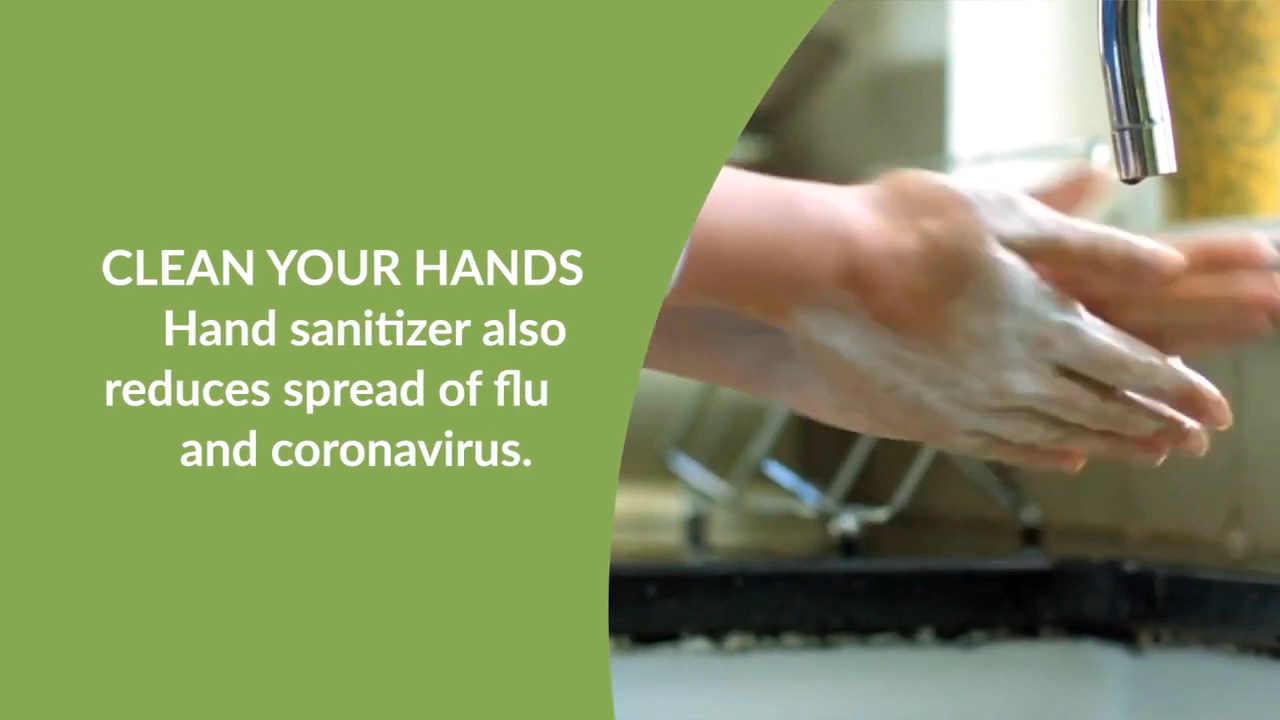 CLEAN YOUR HANDS
Hand sanitizer also
reduces spread of flu
and coronavirus.